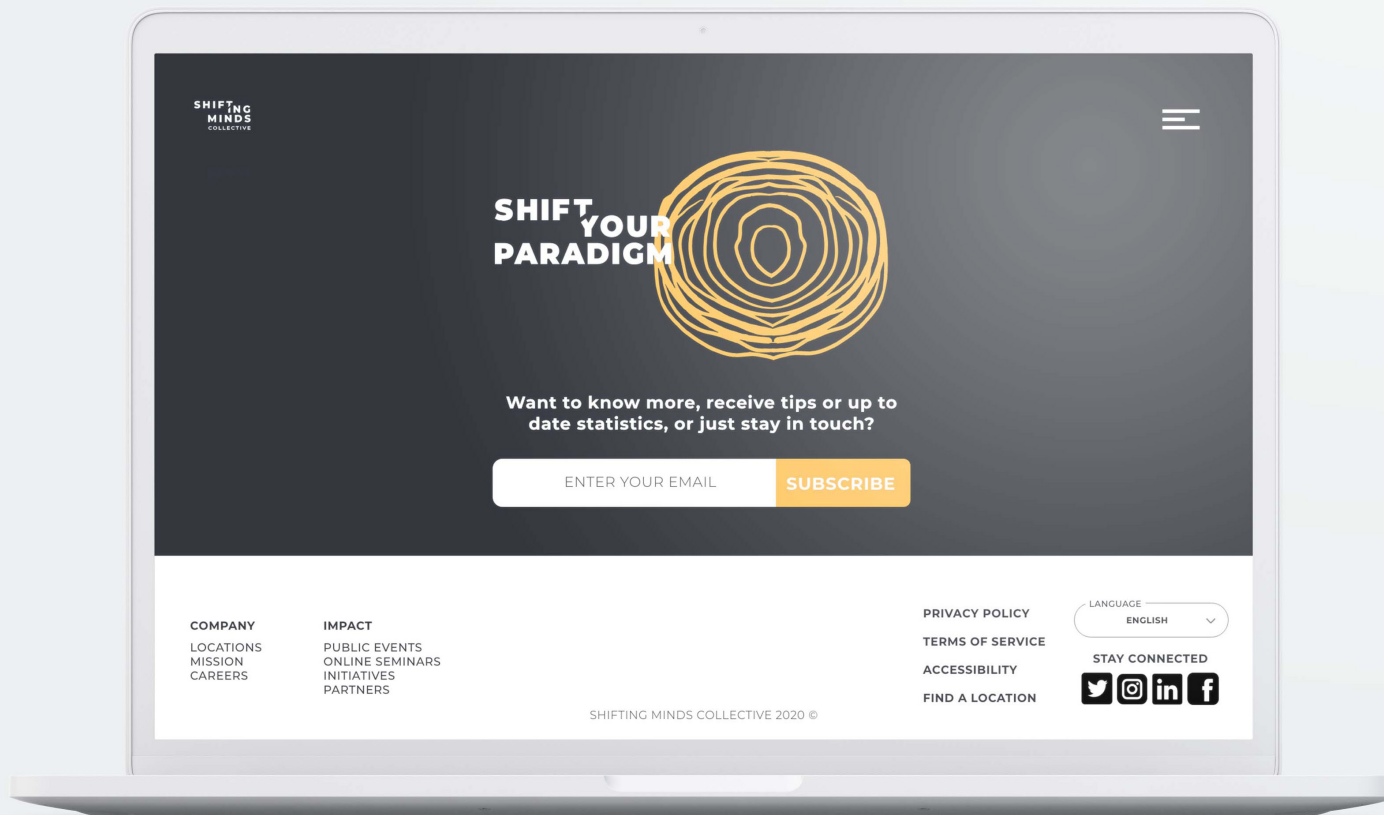 SHIFTING
MINDS
COLLECTIVE
SHIFT
YOUR
PARADIGM
Want to know more, receive tips or up to
date statistics, or just stay in touch?
ENTER YOUR EMAIL
SUBSCRIBE
COMPANY
LOCATIONS
MISSION
CAREERS
IMPACT
PUBLIC EVENTS
ONLINE SEMINARS
INITIATIVES
PARTNERS
SHIFTING MINDS COLLECTIVE 2020 ©
PRIVACY POLICY
TERMS OF SERVICE
ACCESSIBILITY
FIND A LOCATION
LANGUAGE
ENGLISH
STAY CONNECTED
in
f